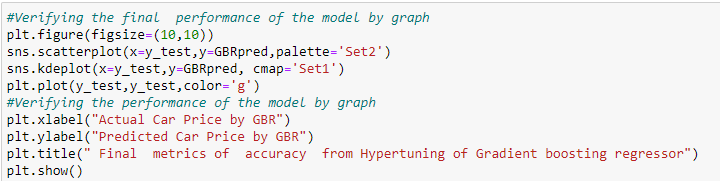 #Verifying the final  performance of the model by graph
plt.figure(figsize=(10,10))
sns.scatterplot(x=y_test,y=GBRpred,palette='Set2')
sns.kdeplot(x=y_test,y=GBRpred, cmap='Set1')
plt.plot(y_test,y_test,color='g')
#Verifying the performance of the model by graph
plt.xlabel("Actual Car Price by GBR")
plt.ylabel("Predicted Car Price by GBR")
plt.title(" Final  metrics of  accuracy  from Hypertuning of Gradient boosting regressor")
plt.show()